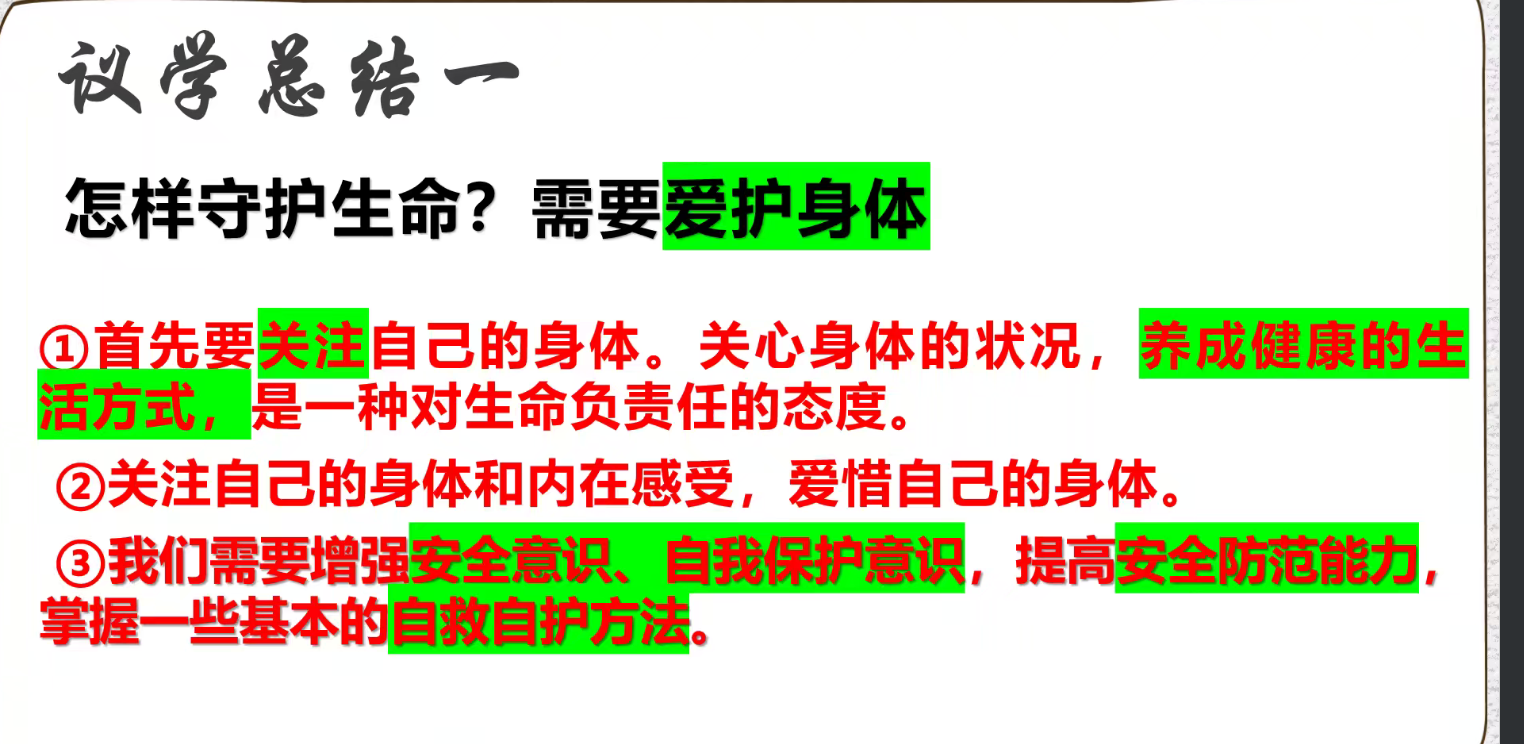 议学总结一
怎样守护生命？需要爱护身体
①首先要关注自己的身体。关心身体的状况，养成健康的生
活方式，是一种对生命负责任的态度。
②关注自己的身体和内在感受，爱惜自己的身体。
③我们需要增强安全意识、自我保护意识，提高安全防范能力，
掌握一些基本的自救自护方法。